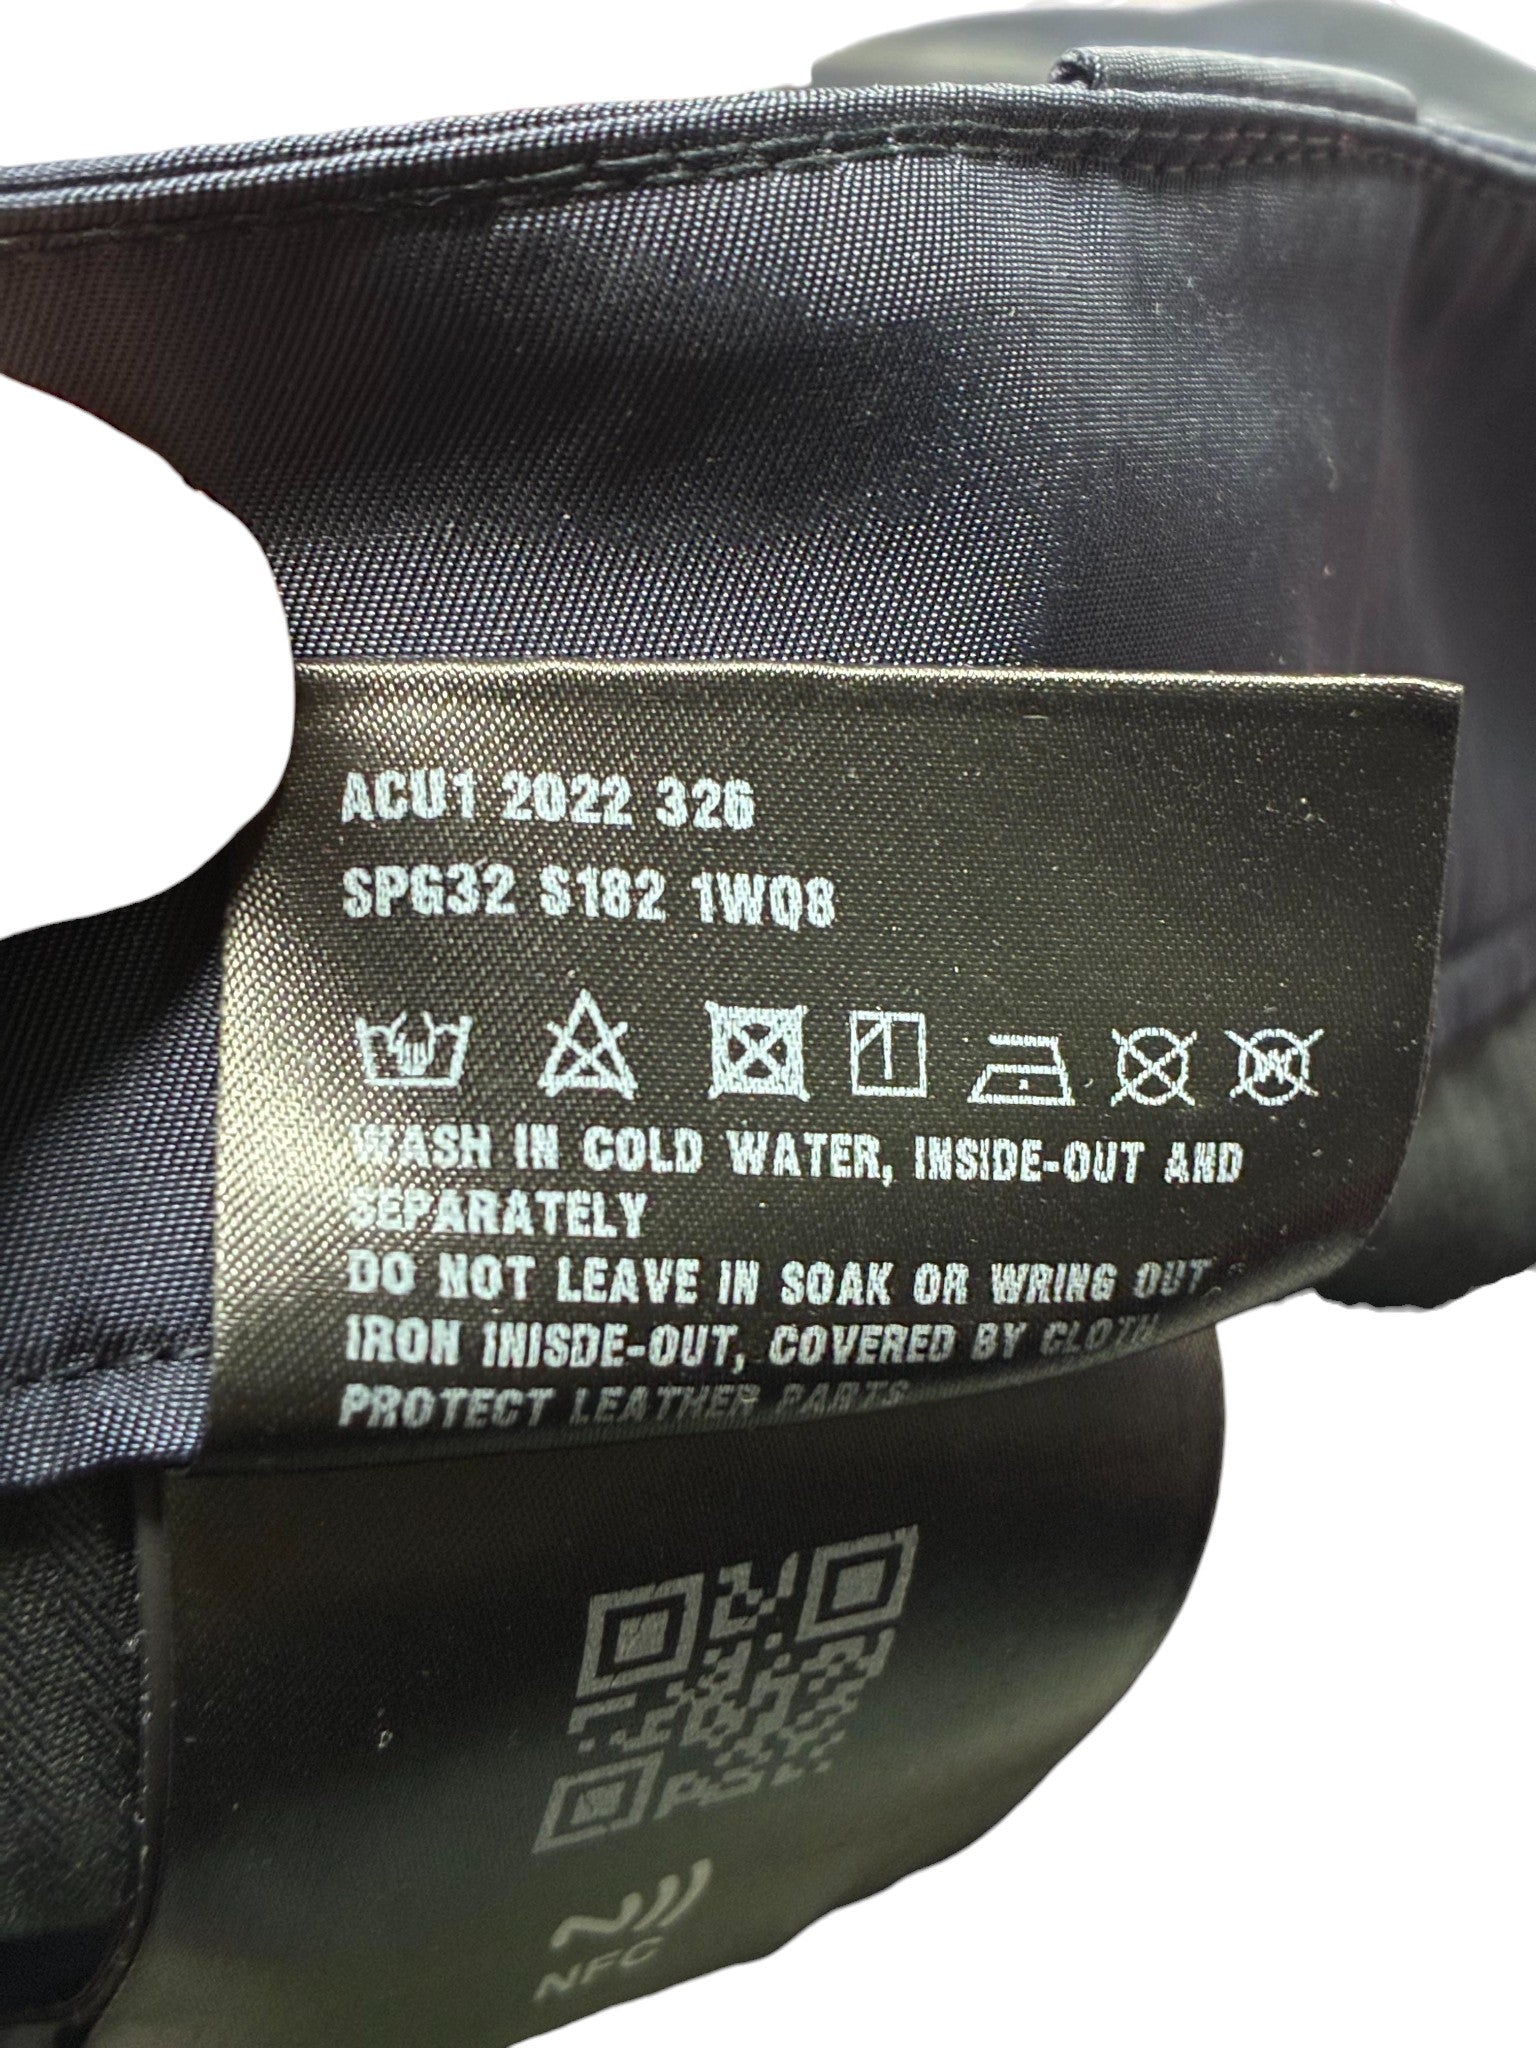 ACU1 2022 326
SPG32 S182 1WQ8
WASH IN COLD WATER, INSIDE-OUT AND
SEPARATELY
DO NOT LEAVE IN SOAK OR WRING OUT
IRON INISDE-OUT, COVERED BY CLOTH
PROTECT LEATHER PARTS
NFC